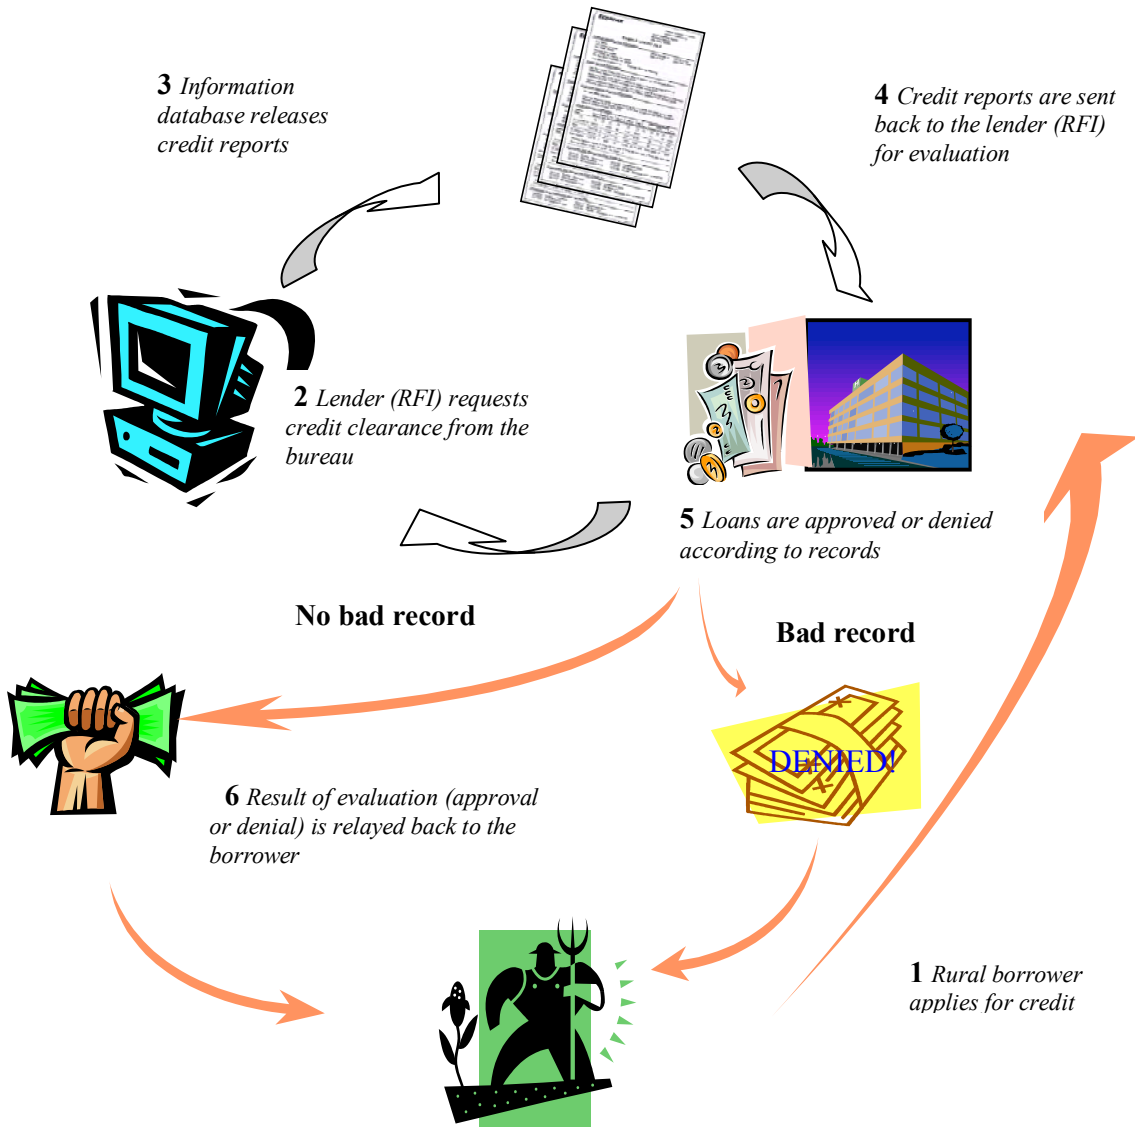 3 Information
database releases
credit reports
4 Credit reports are sent
back to the lender (RFI)
for evaluation
2 Lender (RFI) requests
credit clearance from the
bureau
5 Loans are approved or denied
according to records
No bad record
Bad record
DENIED!
6 Result of evaluation (approval
or denial) is relayed back to the
borrower
1 Rural borrower
applies for credit